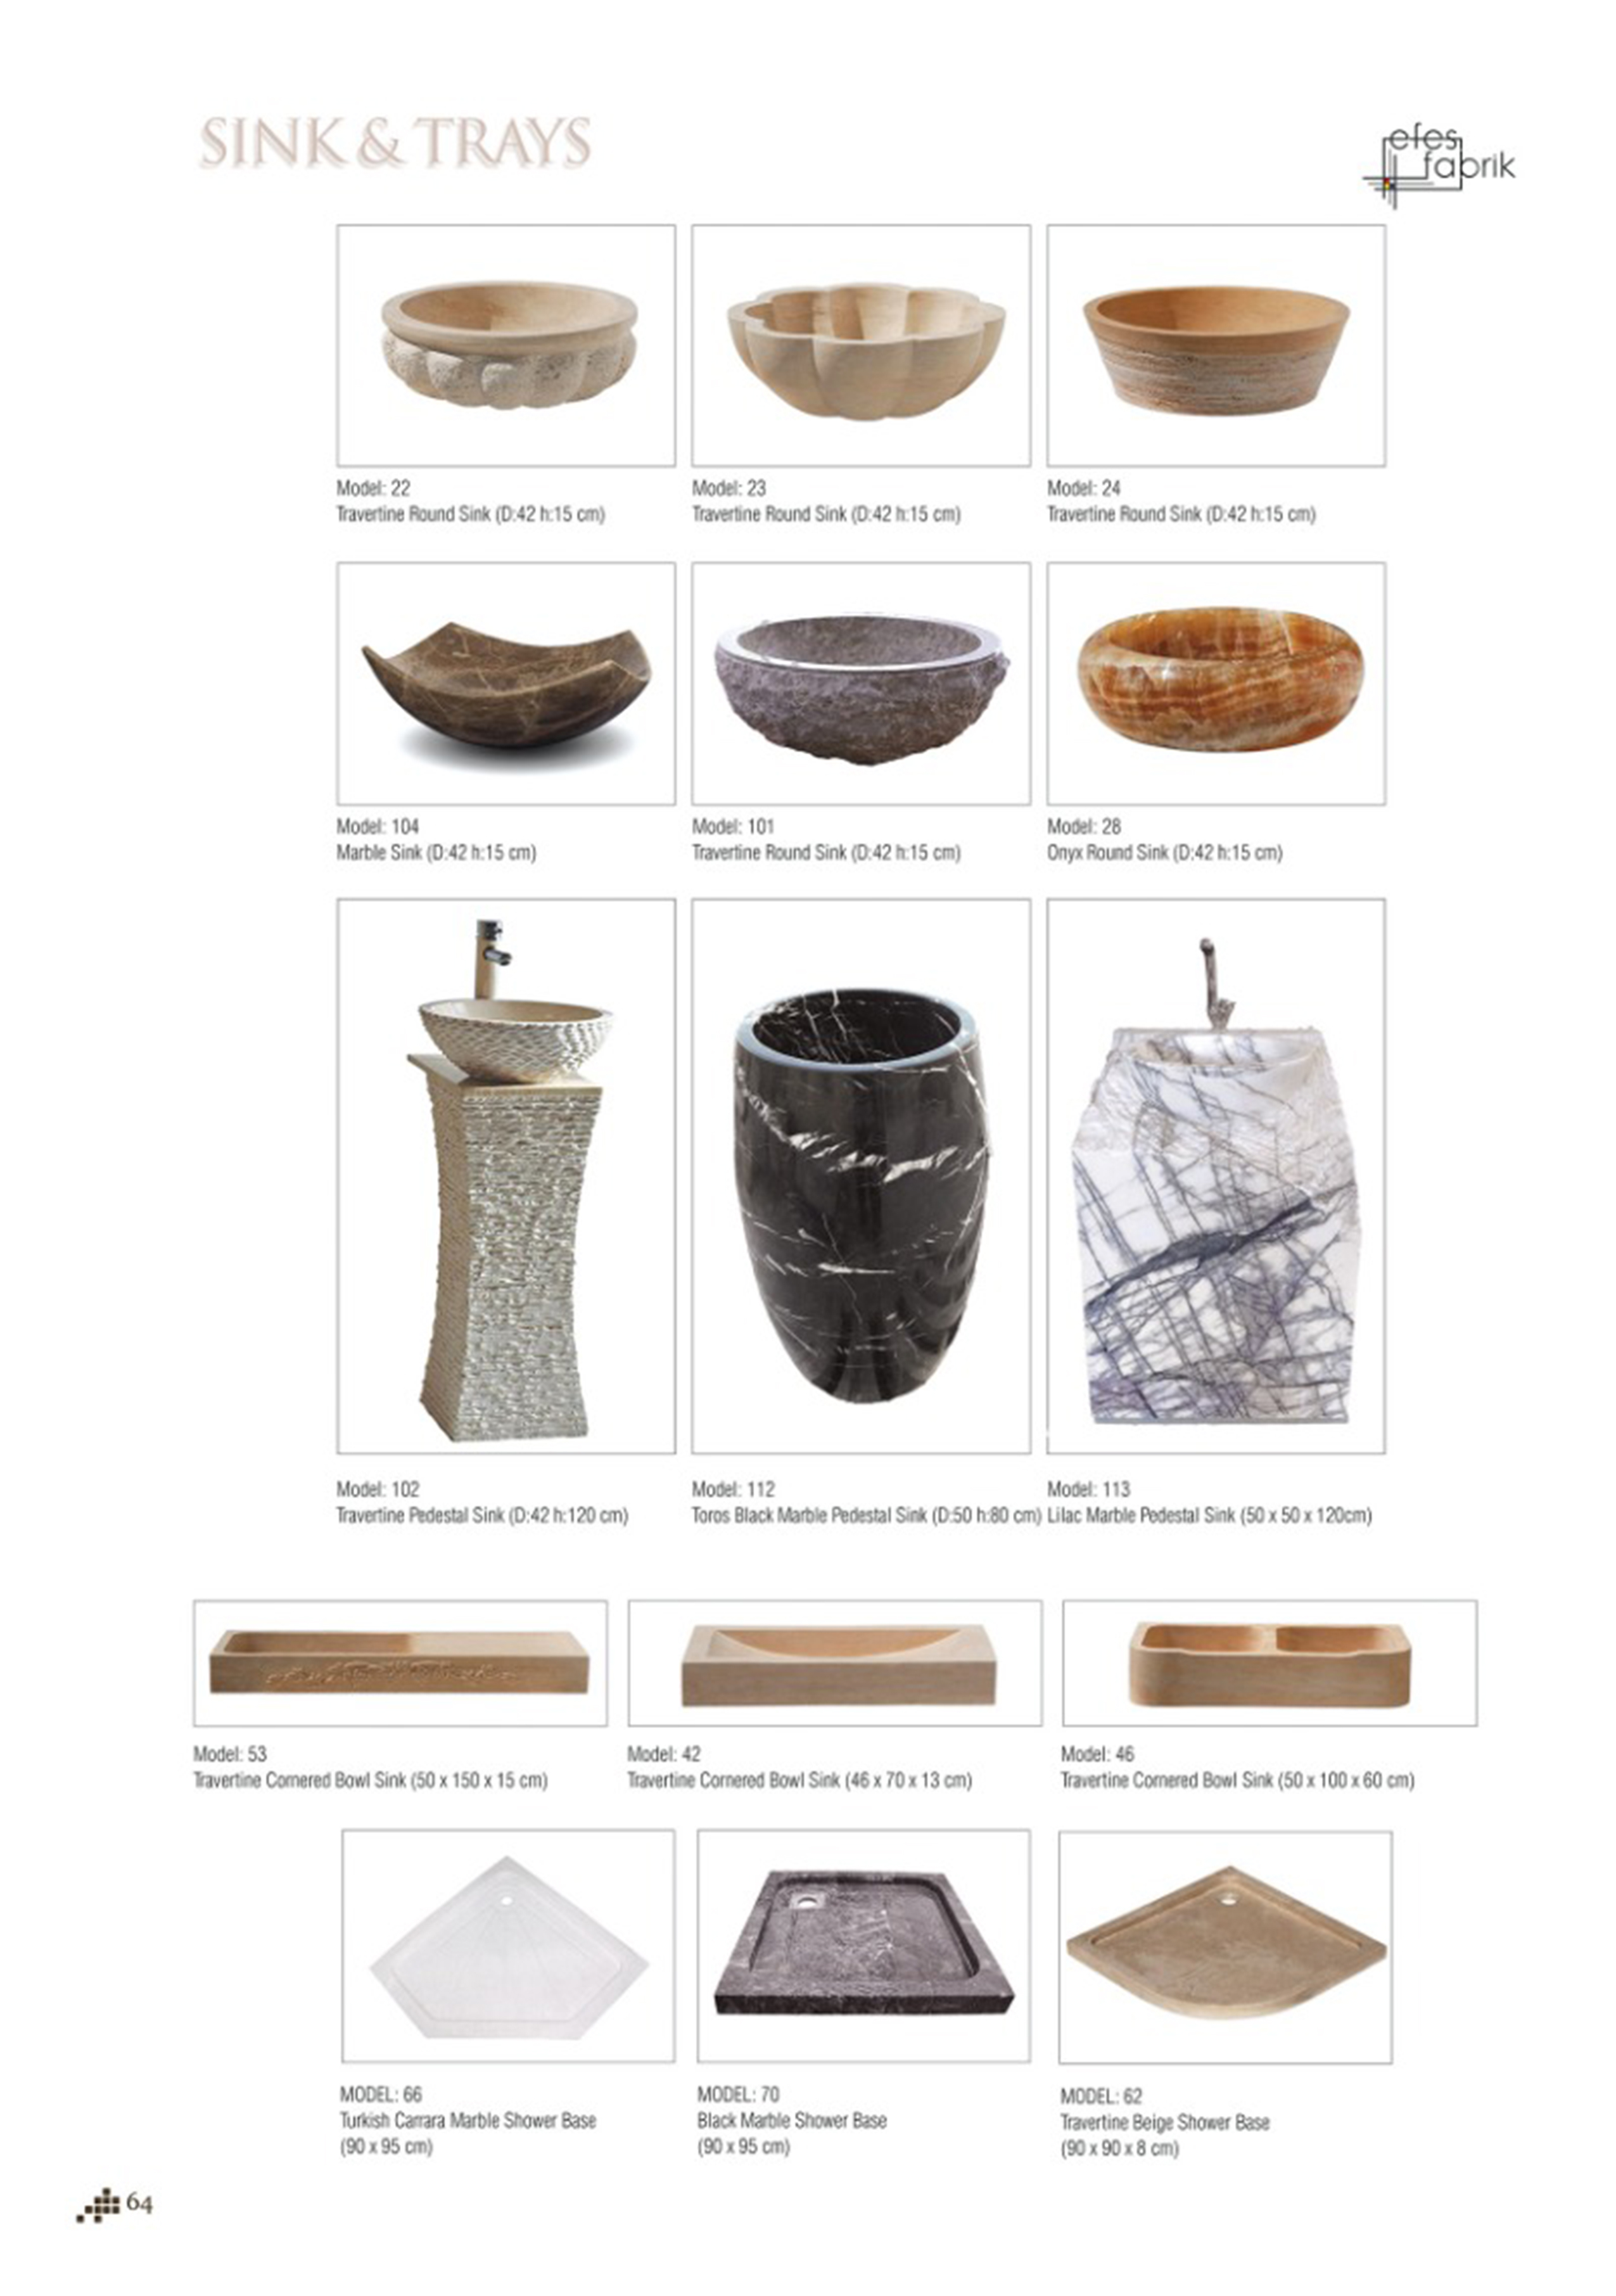 SINK & TRAYS
efes
fabrik
Model: 22
Travertine Round Sink (D:42 h:15 cm)
Model: 23
Travertine Round Sink (D:42 h:15 cm)
Model: 24
Travertine Round Sink (D:42 h:15 cm)
Model: 104
Marble Sink (D:42 h:15 cm)
Model: 101
Travertine Round Sink (D:42 h:15 cm)
Model: 28
Onyx Round Sink (D:42 h:15 cm)
Model: 102
Travertine Pedestal Sink (D:42 h:120 cm)
Model: 112
Toros Black Marble Pedestal Sink (D:50 h:80 cm)
Model: 113
Lilac Marble Pedestal Sink (50 x 50 x 120cm)
Model: 53
Travertine Cornered Bowl Sink (50 x 150 x 15 cm)
Model: 42
Travertine Cornered Bowl Sink (46 x 70 x 13 cm)
Model: 46
Travertine Cornered Bowl Sink (50 x 100 x 60 cm)
MODEL: 66
Turkish Carrara Marble Shower Base
(90 x 95 cm)
MODEL: 70
Black Marble Shower Base
(90 x 95 cm)
MODEL: 62
Travertine Beige Shower Base
(90 x 90 x 8 cm)
64